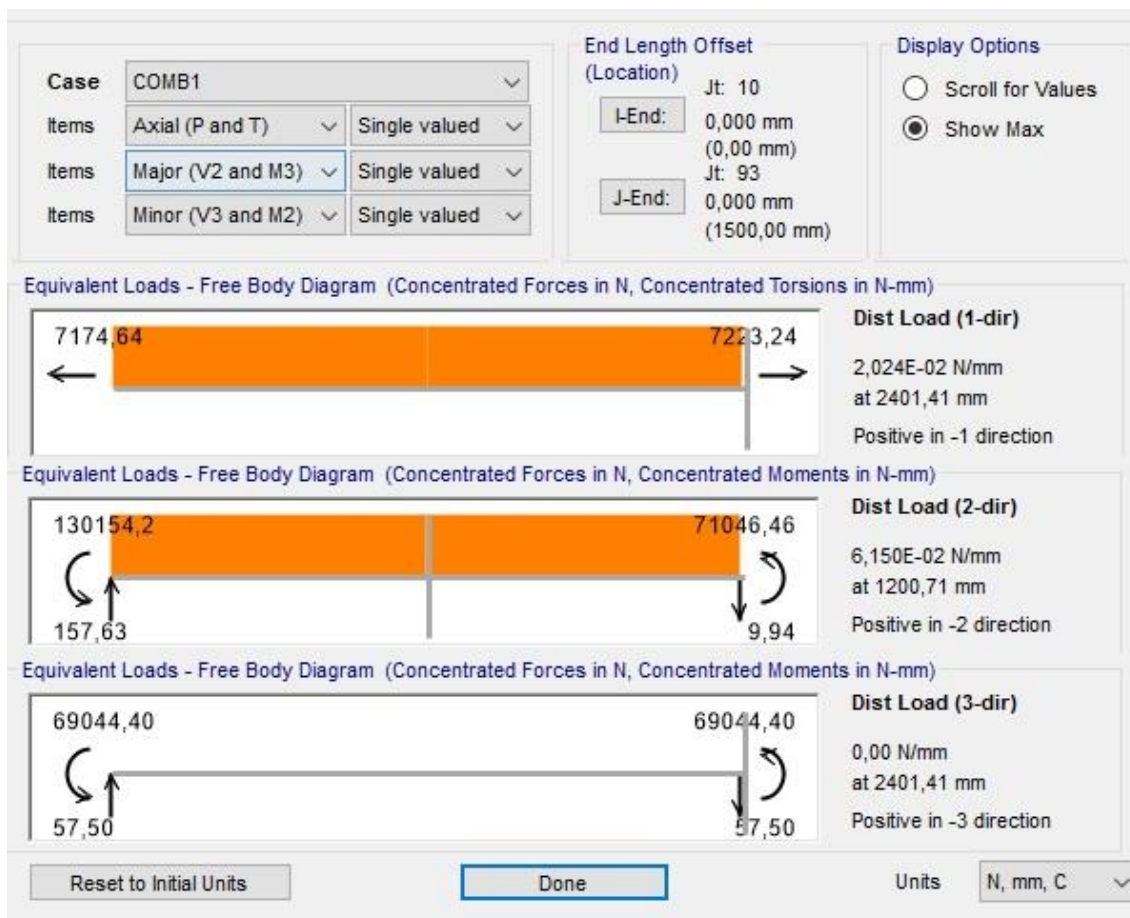 Case COMB1
Items Axial (P and T) Single valued
Items Major (V2 and M3) Single valued
Items Minor (V3 and M2) Single valued
End Length Offset
(Location)
Jt: 10
I-End: 0,000 mm
(0,00 mm)
Jt: 93
J-End: 0,000 mm
(1500,00 mm)
Display Options
Scroll for Values
Show Max
Equivalent Loads - Free Body Diagram (Concentrated Forces in N, Concentrated Torsions in N-mm)
7174,64 7223,24
Dist Load (1-dir)
2,024E-02 N/mm
at 2401,41 mm
Positive in -1 direction
Equivalent Loads - Free Body Diagram (Concentrated Forces in N, Concentrated Moments in N-mm)
130154,2 71046,46
157,63 9,94
Dist Load (2-dir)
6,150E-02 N/mm
at 1200,71 mm
Positive in -2 direction
Equivalent Loads - Free Body Diagram (Concentrated Forces in N, Concentrated Moments in N-mm)
69044,40 69044,40
57,50 57,50
Dist Load (3-dir)
0,00 N/mm
at 2401,41 mm
Positive in -3 direction
Reset to Initial Units Done Units N, mm, C